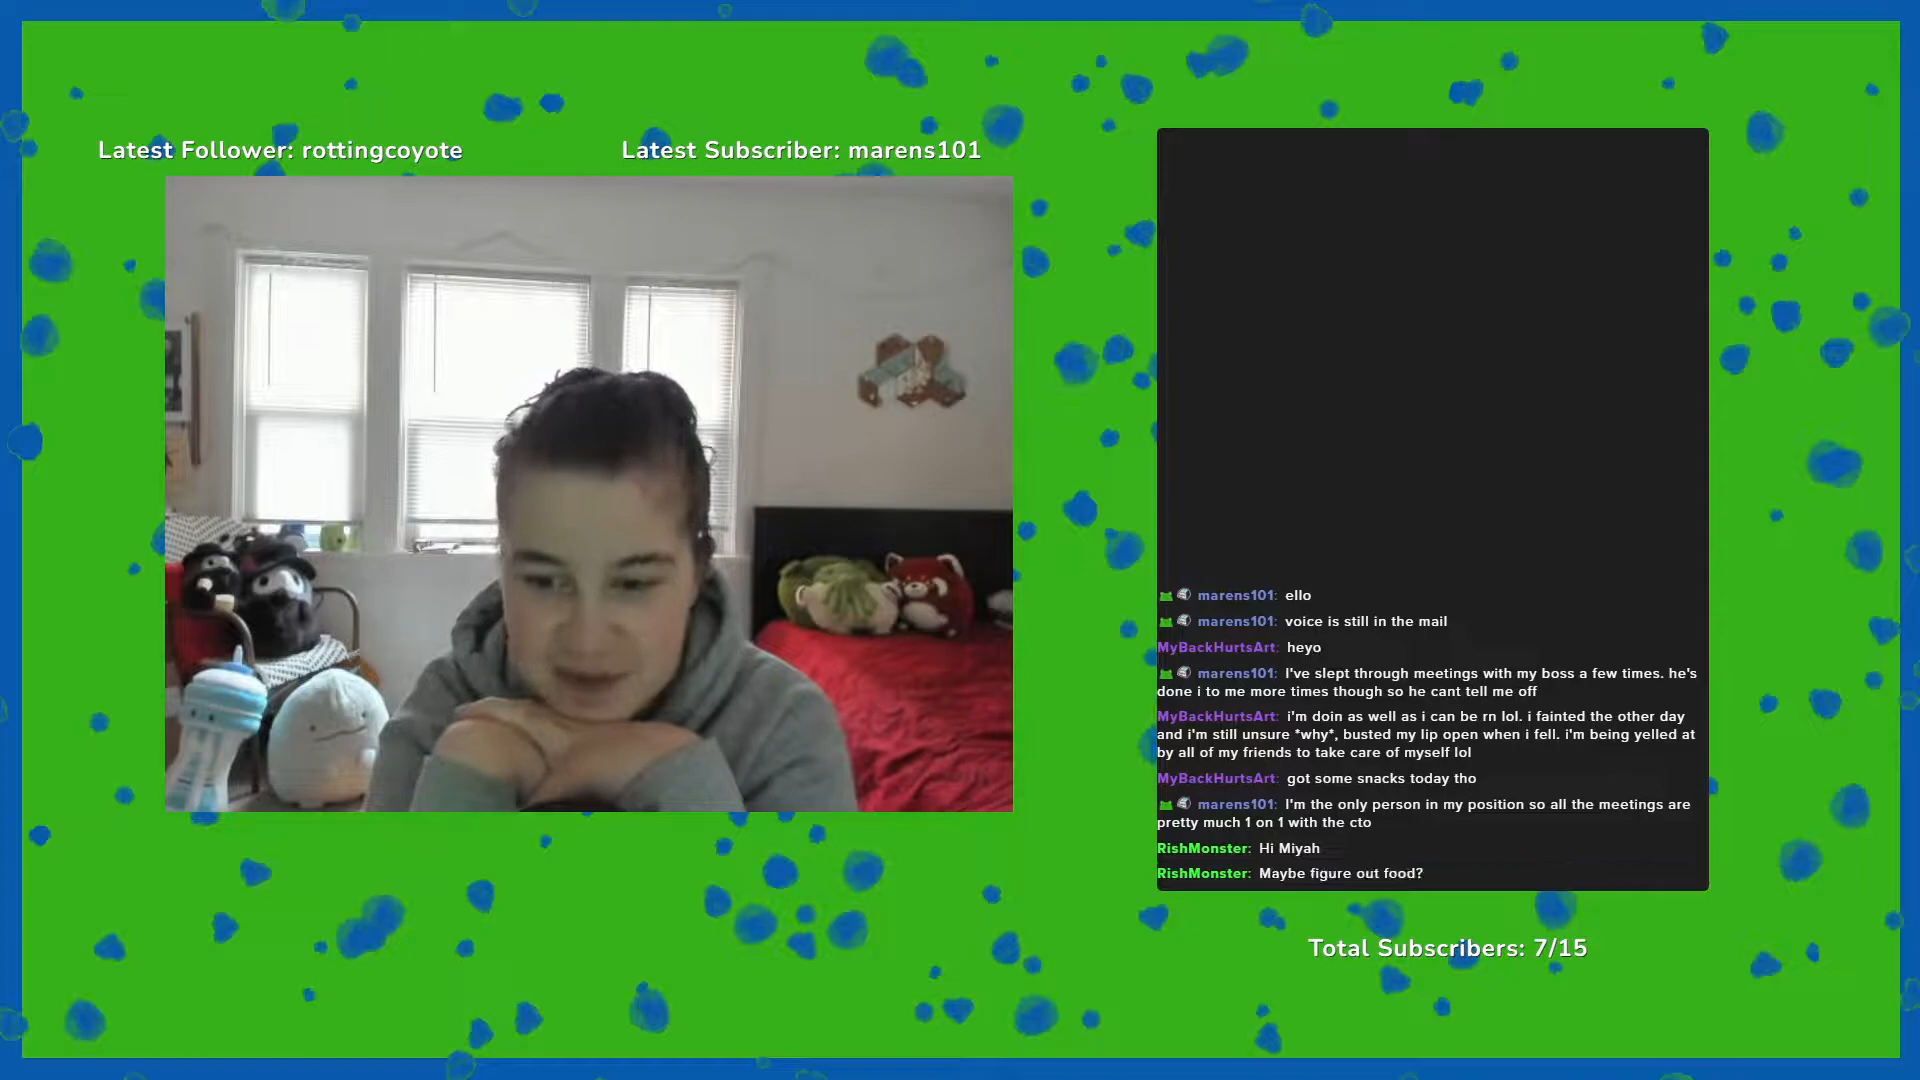 Latest Follower: rottingcoyote
Latest Subscriber: marens101
marens101: ello
marens101: voice is still in the mail
MyBackHurtsArt: heyo
marens101: I've slept through meetings with my boss a few times. he's
done i to me more times though so he cant tell me off
MyBackHurtsArt: i'm doin as well as i can be rn lol. i fainted the other day
and i'm still unsure *why*, busted my lip open when i fell. i'm being yelled at
by all of my friends to take care of myself lol
MyBackHurtsArt: got some snacks today tho
marens101: I'm the only person in my position so all the meetings are
pretty much 1 on 1 with the cto
RishMonster: Hi Miyah
RishMonster: Maybe figure out food?
Total Subscribers: 7/15